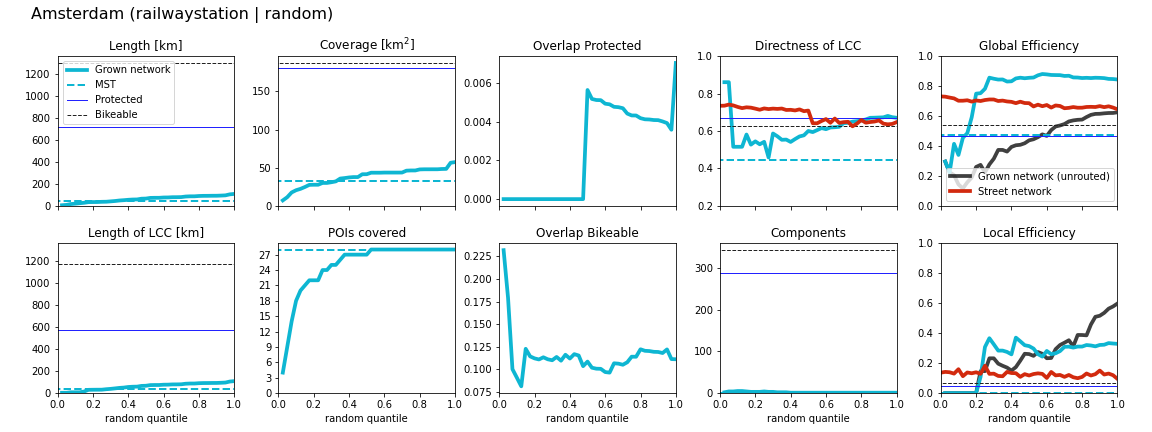 Amsterdam (railwaystation | random)
Length [km]
Coverage [km²]
Overlap Protected
Directness of LCC
Global Efficiency
Grown network
MST
Protected
Bikeable
0
200
400
600
800
1000
1200
0
50
100
150
0.000
0.002
0.004
0.006
0.2
0.4
0.6
0.8
1.0
0.0
0.2
0.4
0.6
0.8
1.0
Grown network (unrouted)
Street network
Length of LCC [km]
POIs covered
Overlap Bikeable
Components
Local Efficiency
0
200
400
600
800
1000
1200
0
3
6
9
12
15
18
21
24
27
0.075
0.100
0.125
0.150
0.175
0.200
0.225
0
100
200
300
0.0
0.2
0.4
0.6
0.8
1.0
0.0 0.2 0.4 0.6 0.8 1.0
0.0 0.2 0.4 0.6 0.8 1.0
0.0 0.2 0.4 0.6 0.8 1.0
0.0 0.2 0.4 0.6 0.8 1.0
0.0 0.2 0.4 0.6 0.8 1.0
random quantile
random quantile
random quantile
random quantile
random quantile